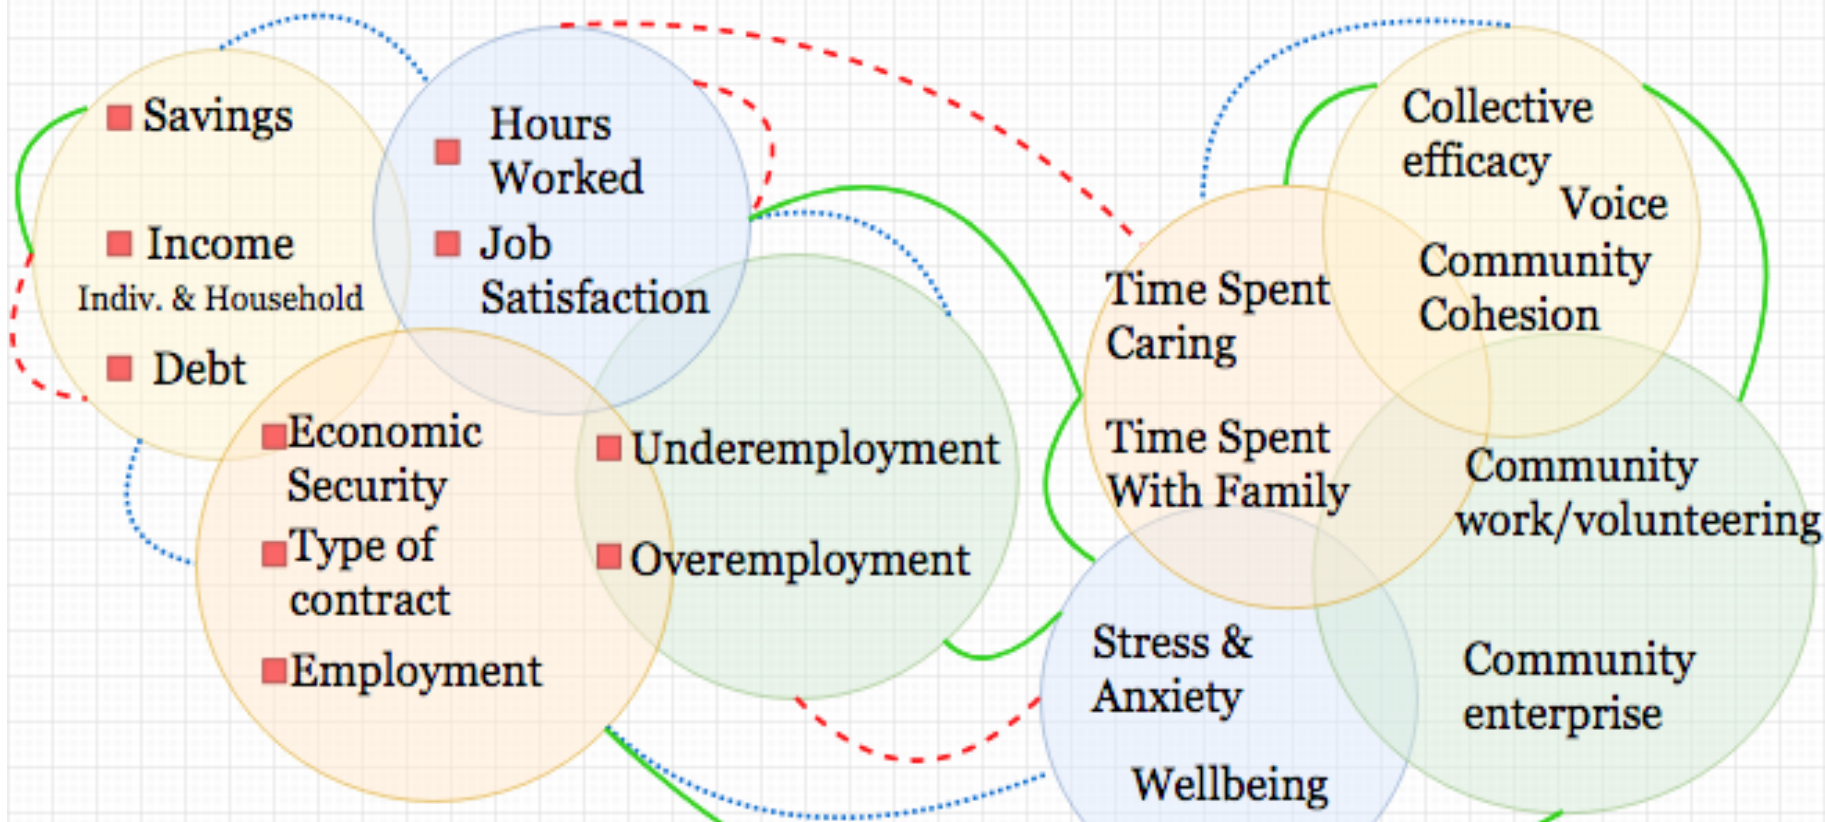 Savings
Income
Indiv. & Household
Debt
Hours
Worked
Job
Satisfaction
Economic
Security
Type of
contract
Employment
Underemployment
Overemployment
Time Spent
Caring
Time Spent
With Family
Collective
efficacy
Voice
Community
Cohesion
Community
work/volunteering
Community
enterprise
Stress &
Anxiety
Wellbeing